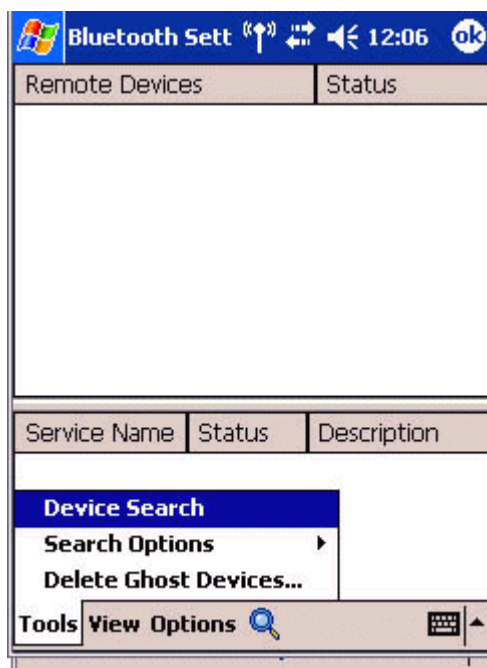 Bluetooth Sett 12:06 ok
Remote Devices Status
Service Name Status Description
Device Search
Search Options
Delete Ghost Devices...
Tools View Options